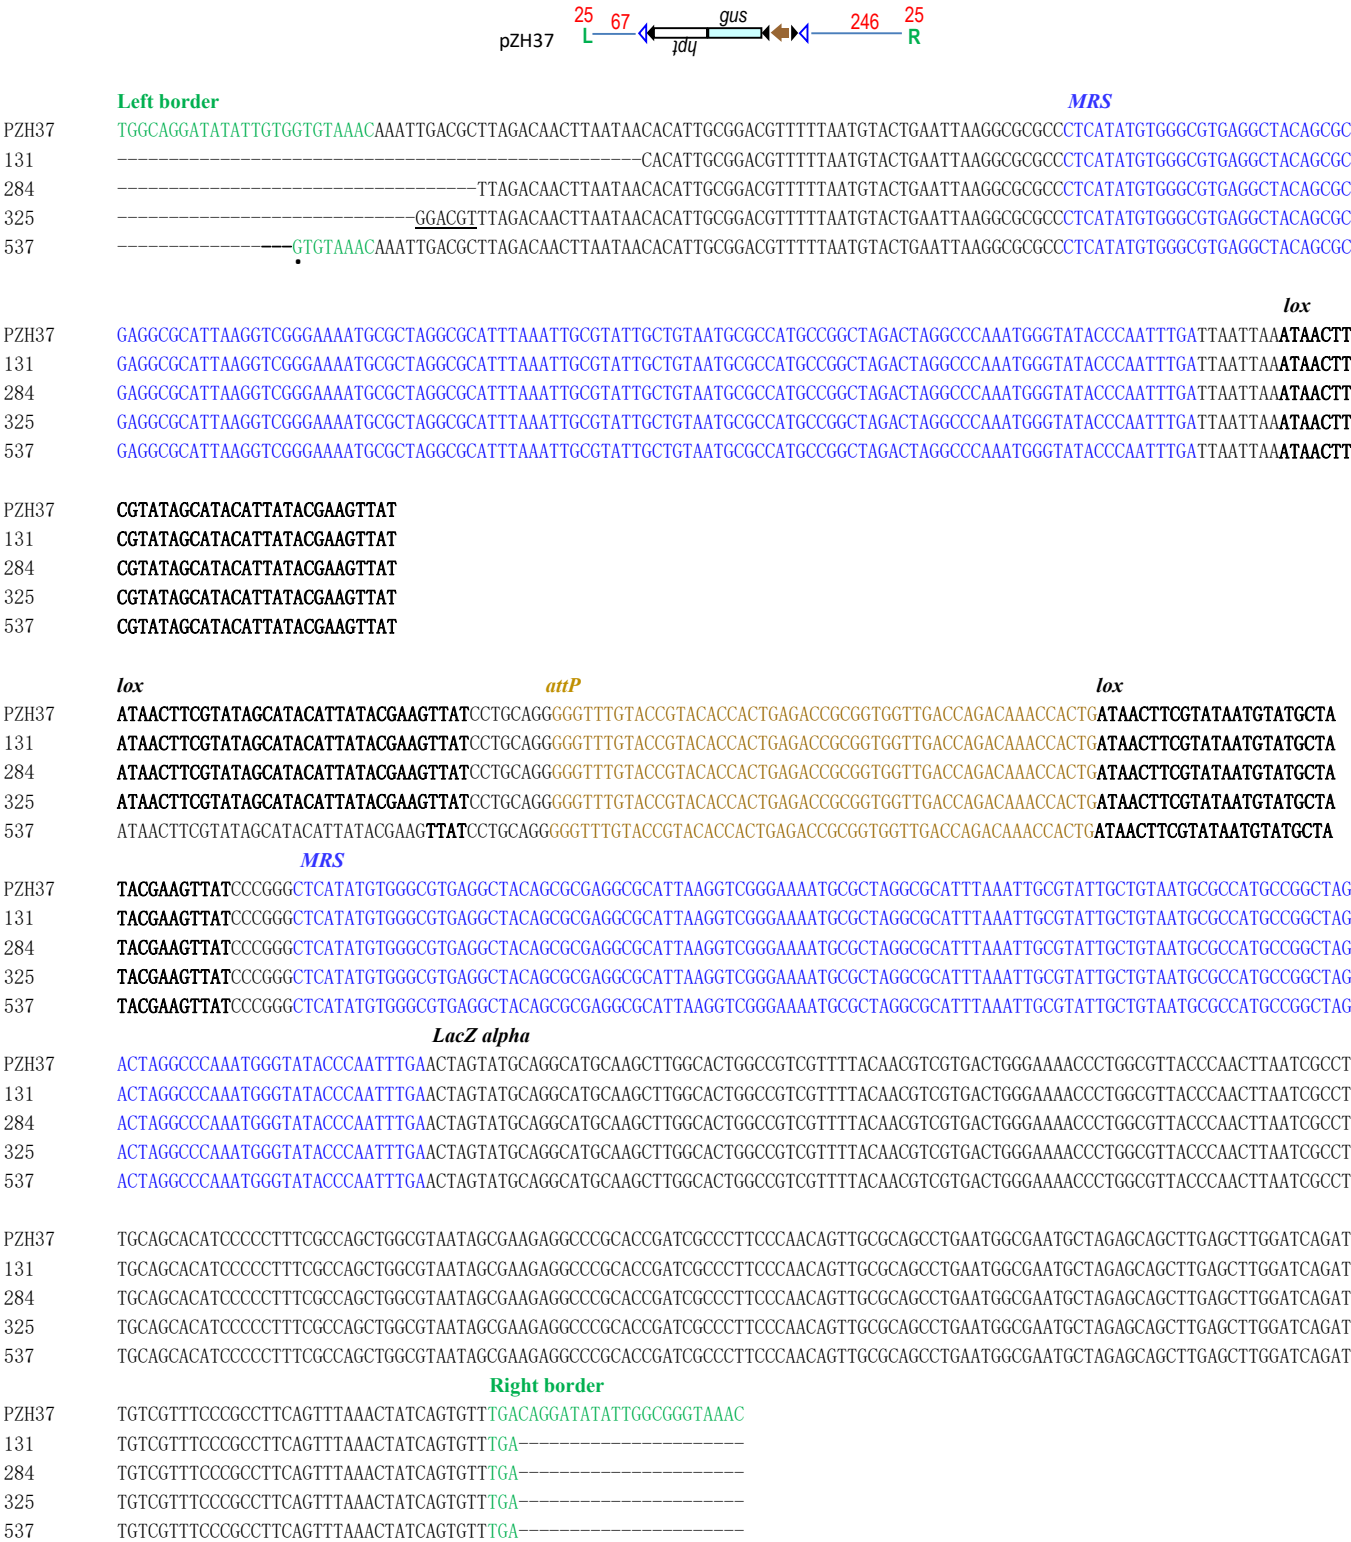 25 67 gus 246 25
pZH37 L hpt R
Left border MRS
PZH37 TGGCAGGATATATTGTGGTGTAAACAAATTGACGCTTAGACAACTTAATAACACATTGCGGACGTTTTTAATGTACTGAATTAAGGCGCGCCCTCATATGTGGGCGTGAGGCTACAGCGC
131 ---------------------------------------------------CACATTGCGGACGTTTTTAATGTACTGAATTAAGGCGCGCCCTCATATGTGGGCGTGAGGCTACAGCGC
284 -----------------------------------TTAGACAACTTAATAACACATTGCGGACGTTTTTAATGTACTGAATTAAGGCGCGCCCTCATATGTGGGCGTGAGGCTACAGCGC
325 -----------------------------GGACGTTTAGACAACTTAATAACACATTGCGGACGTTTTTAATGTACTGAATTAAGGCGCGCCCTCATATGTGGGCGTGAGGCTACAGCGC
537 -----------------GTGTAAACAAATTGACGCTTAGACAACTTAATAACACATTGCGGACGTTTTTAATGTACTGAATTAAGGCGCGCCCTCATATGTGGGCGTGAGGCTACAGCGC
lox
PZH37 GAGGCGCATTAAGGTCGGGAAAATGCGCTAGGCGCATTTAAATTGCGTATTGCTGTAATGCGCCATGCCGGCTAGACTAGGCCCAAATGGGTATACCCAATTTGATTAATTAAATAACTT
131 GAGGCGCATTAAGGTCGGGAAAATGCGCTAGGCGCATTTAAATTGCGTATTGCTGTAATGCGCCATGCCGGCTAGACTAGGCCCAAATGGGTATACCCAATTTGATTAATTAAATAACTT
284 GAGGCGCATTAAGGTCGGGAAAATGCGCTAGGCGCATTTAAATTGCGTATTGCTGTAATGCGCCATGCCGGCTAGACTAGGCCCAAATGGGTATACCCAATTTGATTAATTAAATAACTT
325 GAGGCGCATTAAGGTCGGGAAAATGCGCTAGGCGCATTTAAATTGCGTATTGCTGTAATGCGCCATGCCGGCTAGACTAGGCCCAAATGGGTATACCCAATTTGATTAATTAAATAACTT
537 GAGGCGCATTAAGGTCGGGAAAATGCGCTAGGCGCATTTAAATTGCGTATTGCTGTAATGCGCCATGCCGGCTAGACTAGGCCCAAATGGGTATACCCAATTTGATTAATTAAATAACTT
PZH37 CGTATAGCATACATTATACGAAGTTAT
131 CGTATAGCATACATTATACGAAGTTAT
284 CGTATAGCATACATTATACGAAGTTAT
325 CGTATAGCATACATTATACGAAGTTAT
537 CGTATAGCATACATTATACGAAGTTAT
lox attP lox
PZH37 ATAACTTCGTATAGCATACATTATACGAAGTTATCCTGCAGGGGGTTTGTACCGTACACCACTGAGACCGCGGTGGTTGACCAGACAAACCACTGATAACTTCGTATAATGTATGCTA
131 ATAACTTCGTATAGCATACATTATACGAAGTTATCCTGCAGGGGGTTTGTACCGTACACCACTGAGACCGCGGTGGTTGACCAGACAAACCACTGATAACTTCGTATAATGTATGCTA
284 ATAACTTCGTATAGCATACATTATACGAAGTTATCCTGCAGGGGGTTTGTACCGTACACCACTGAGACCGCGGTGGTTGACCAGACAAACCACTGATAACTTCGTATAATGTATGCTA
325 ATAACTTCGTATAGCATACATTATACGAAGTTATCCTGCAGGGGGTTTGTACCGTACACCACTGAGACCGCGGTGGTTGACCAGACAAACCACTGATAACTTCGTATAATGTATGCTA
537 ATAACTTCGTATAGCATACATTATACGAAGTTATCCTGCAGGGGGTTTGTACCGTACACCACTGAGACCGCGGTGGTTGACCAGACAAACCACTGATAACTTCGTATAATGTATGCTA
MRS
PZH37 TACGAAGTTATCCCGGGCTCATATGTGGGCGTGAGGCTACAGCGCGAGGCGCATTAAGGTCGGGAAAATGCGCTAGGCGCATTTAAATTGCGTATTGCTGTAATGCGCCATGCCGGCTAG
131 TACGAAGTTATCCCGGGCTCATATGTGGGCGTGAGGCTACAGCGCGAGGCGCATTAAGGTCGGGAAAATGCGCTAGGCGCATTTAAATTGCGTATTGCTGTAATGCGCCATGCCGGCTAG
284 TACGAAGTTATCCCGGGCTCATATGTGGGCGTGAGGCTACAGCGCGAGGCGCATTAAGGTCGGGAAAATGCGCTAGGCGCATTTAAATTGCGTATTGCTGTAATGCGCCATGCCGGCTAG
325 TACGAAGTTATCCCGGGCTCATATGTGGGCGTGAGGCTACAGCGCGAGGCGCATTAAGGTCGGGAAAATGCGCTAGGCGCATTTAAATTGCGTATTGCTGTAATGCGCCATGCCGGCTAG
537 TACGAAGTTATCCCGGGCTCATATGTGGGCGTGAGGCTACAGCGCGAGGCGCATTAAGGTCGGGAAAATGCGCTAGGCGCATTTAAATTGCGTATTGCTGTAATGCGCCATGCCGGCTAG
LacZ alpha
PZH37 ACTAGGCCCAAATGGGTATACCCAATTTGAACTAGTATGCAGGCATGCAAGCTTGGCACTGGCCGTCGTTTTACAACGTCGTGACTGGGAAAACCCTGGCGTTACCCAACTTAATCGCCT
131 ACTAGGCCCAAATGGGTATACCCAATTTGAACTAGTATGCAGGCATGCAAGCTTGGCACTGGCCGTCGTTTTACAACGTCGTGACTGGGAAAACCCTGGCGTTACCCAACTTAATCGCCT
284 ACTAGGCCCAAATGGGTATACCCAATTTGAACTAGTATGCAGGCATGCAAGCTTGGCACTGGCCGTCGTTTTACAACGTCGTGACTGGGAAAACCCTGGCGTTACCCAACTTAATCGCCT
325 ACTAGGCCCAAATGGGTATACCCAATTTGAACTAGTATGCAGGCATGCAAGCTTGGCACTGGCCGTCGTTTTACAACGTCGTGACTGGGAAAACCCTGGCGTTACCCAACTTAATCGCCT
537 ACTAGGCCCAAATGGGTATACCCAATTTGAACTAGTATGCAGGCATGCAAGCTTGGCACTGGCCGTCGTTTTACAACGTCGTGACTGGGAAAACCCTGGCGTTACCCAACTTAATCGCCT
PZH37 TGCAGCACATCCCCCTTTCGCCAGCTGGCGTAATAGCGAAGAGGCCCGCACCGATCGCCCTTCCCAACAGTTGCGCAGCCTGAATGGCGAATGCTAGAGCAGCTTGAGCTTGGATCAGAT
131 TGCAGCACATCCCCCTTTCGCCAGCTGGCGTAATAGCGAAGAGGCCCGCACCGATCGCCCTTCCCAACAGTTGCGCAGCCTGAATGGCGAATGCTAGAGCAGCTTGAGCTTGGATCAGAT
284 TGCAGCACATCCCCCTTTCGCCAGCTGGCGTAATAGCGAAGAGGCCCGCACCGATCGCCCTTCCCAACAGTTGCGCAGCCTGAATGGCGAATGCTAGAGCAGCTTGAGCTTGGATCAGAT
325 TGCAGCACATCCCCCTTTCGCCAGCTGGCGTAATAGCGAAGAGGCCCGCACCGATCGCCCTTCCCAACAGTTGCGCAGCCTGAATGGCGAATGCTAGAGCAGCTTGAGCTTGGATCAGAT
537 TGCAGCACATCCCCCTTTCGCCAGCTGGCGTAATAGCGAAGAGGCCCGCACCGATCGCCCTTCCCAACAGTTGCGCAGCCTGAATGGCGAATGCTAGAGCAGCTTGAGCTTGGATCAGAT
Right border
PZH37 TGTCGTTTCCCGCCTTCAGTTTAAACTATCAGTGTTTGACAGGATATATTGGCGGGTAAAC
131 TGTCGTTTCCCGCCTTCAGTTTAAACTATCAGTGTTTGA----------------------
284 TGTCGTTTCCCGCCTTCAGTTTAAACTATCAGTGTTTGA----------------------
325 TGTCGTTTCCCGCCTTCAGTTTAAACTATCAGTGTTTGA----------------------
537 TGTCGTTTCCCGCCTTCAGTTTAAACTATCAGTGTTTGA----------------------